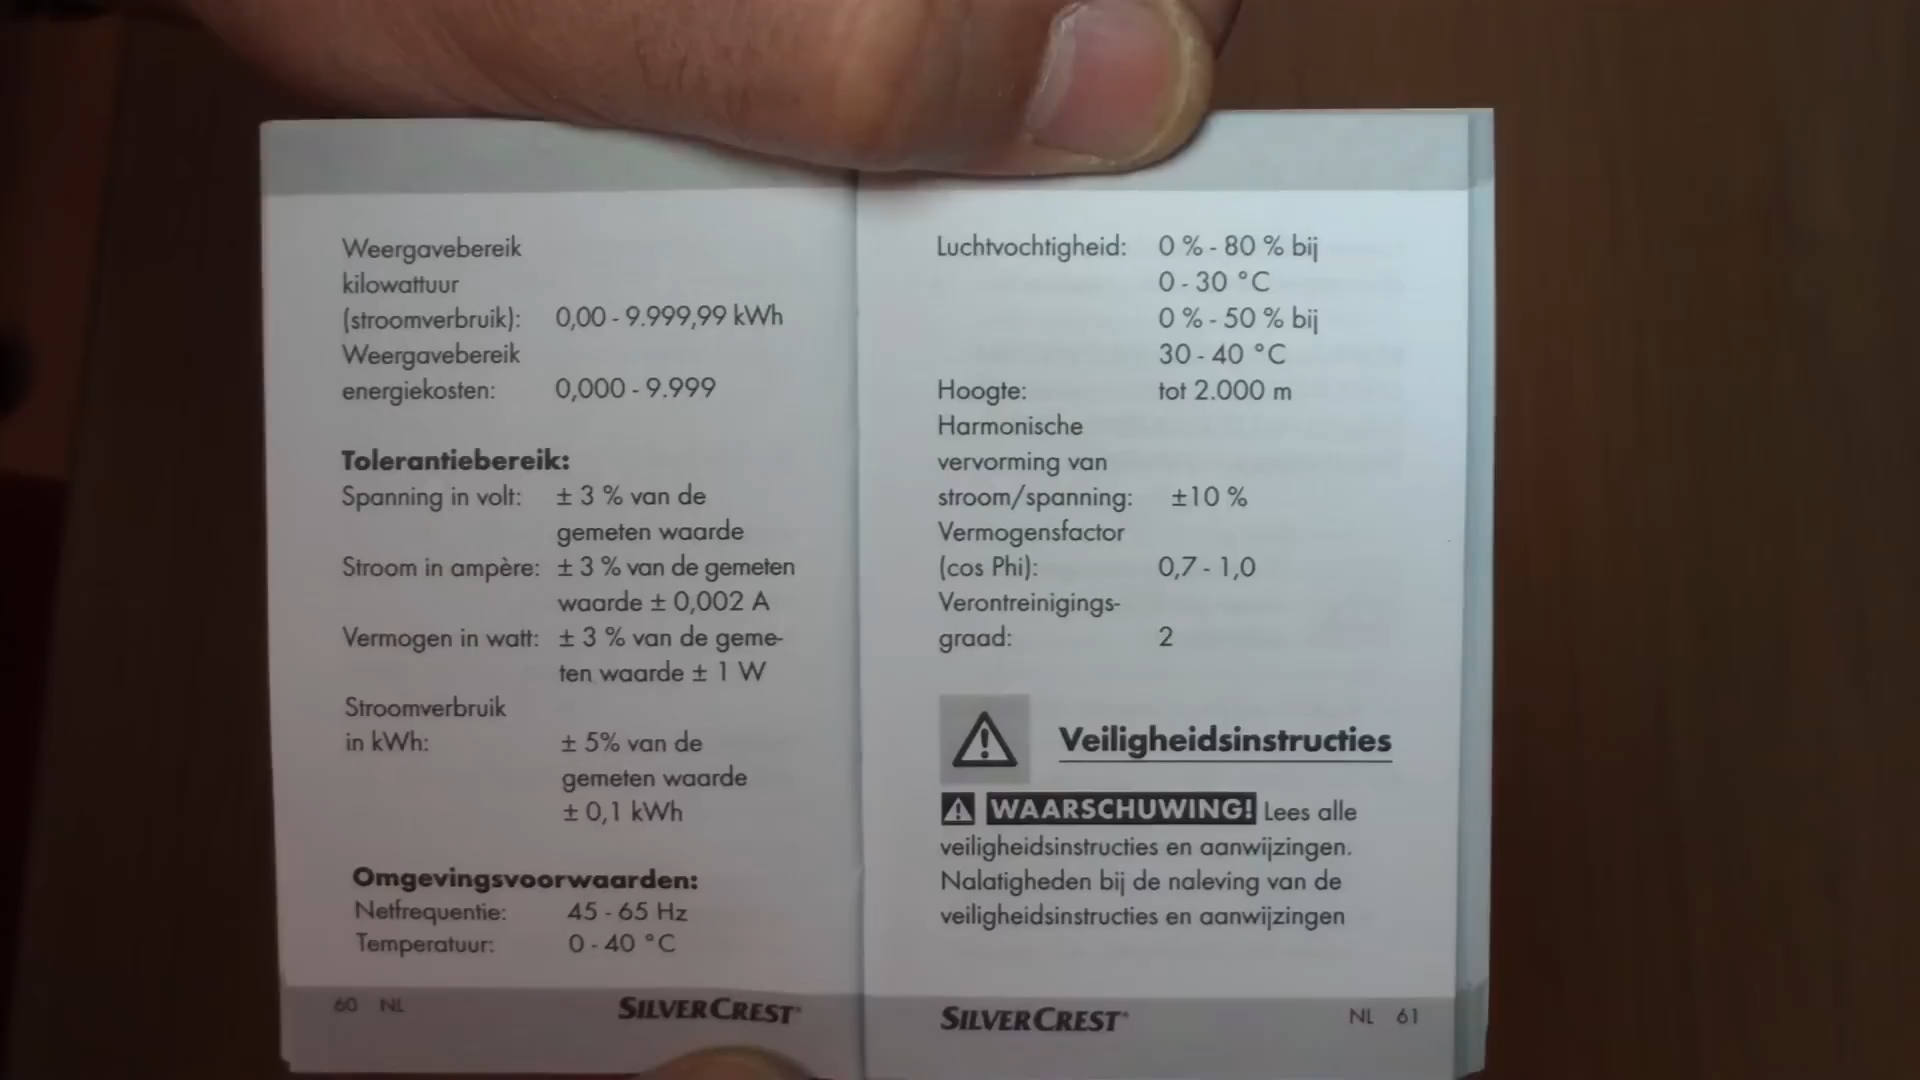 Weergavebereik
kilowattuur
(stroomverbruik): 0,00 - 9.999,99 kWh
Weergavebereik
energiekosten: 0,000 - 9.999
Tolerantiebereik:
Spanning in volt: ± 3 % van de
gemeten waarde
Stroom in ampère: ± 3 % van de gemeten
waarde ± 0,002 A
Vermogen in watt: ± 3 % van de geme-
ten waarde ± 1 W
Stroomverbruik
in kWh: ± 5% van de
gemeten waarde
± 0,1 kWh
Omgevingsvoorwaarden:
Netfrequentie: 45 - 65 Hz
Temperatuur: 0 - 40 °C
60 NL SILVERCREST®
Luchtvochtigheid: 0 % - 80 % bij
0 - 30 °C
0 % - 50 % bij
30 - 40 °C
Hoogte: tot 2.000 m
Harmonische
vervorming van
stroom/spanning: ±10 %
Vermogensfactor
(cos Phi): 0,7 - 1,0
Verontreinigings-
graad: 2
Veiligheidsinstructies
WAARSCHUWING! Lees alle
veiligheidsinstructies en aanwijzingen.
Nalatigheden bij de naleving van de
veiligheidsinstructies en aanwijzingen
SILVERCREST® NL 61